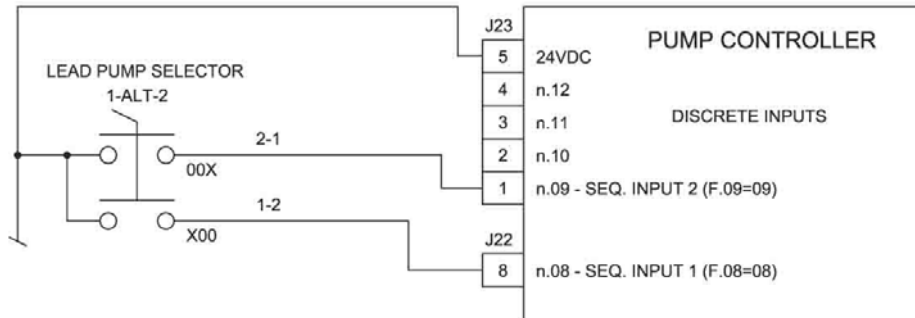 J23
PUMP CONTROLLER
5 24VDC
LEAD PUMP SELECTOR
1-ALT-2
4 n.12
3 n.11
DISCRETE INPUTS
2 n.10
2-1
00X
1 n.09 - SEQ. INPUT 2 (F.09=09)
1-2
X00
J22
8 n.08 - SEQ. INPUT 1 (F.08=08)